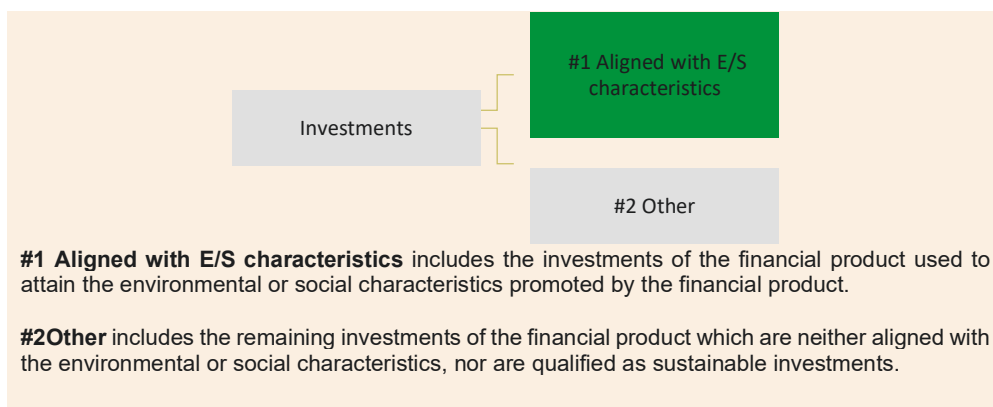 #1 Aligned with E/S
characteristics
Investments
#2 Other
#1 Aligned with E/S characteristics includes the investments of the financial product used to
attain the environmental or social characteristics promoted by the financial product.
#2Other includes the remaining investments of the financial product which are neither aligned with
the environmental or social characteristics, nor are qualified as sustainable investments.